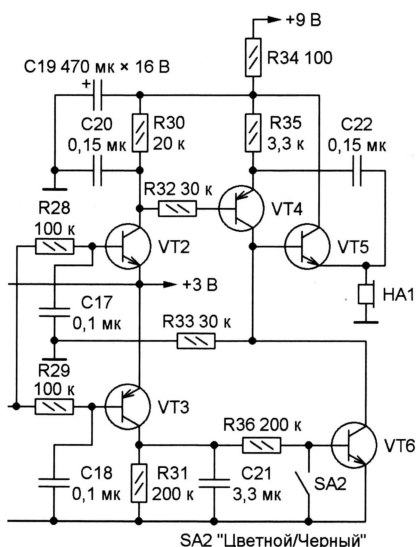 +9 В
R34 100
C19 470 мк × 16 В
+
C20
0,15 мк
R30
20 к
R35
3,3 к
C22
0,15 мк
R32 30 к
VT4
R28
100 к
VT2
VT5
+3 В
HA1
C17
0,1 мк
R33 30 к
R29
100 к
VT3
R36 200 к
VT6
C18
0,1 мк
R31
200 к
C21
3,3 мк
SA2
SA2 "Цветной/Черный"